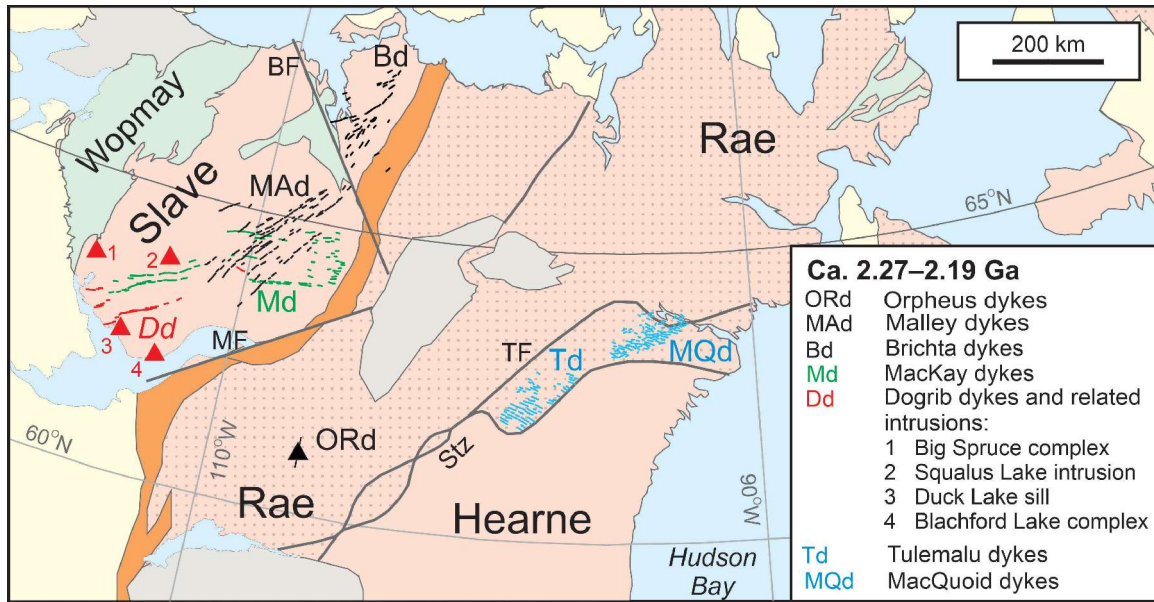 BF
Bd
200 km
Wopmay
Rae
Slave
MAd
65°N
1
2
Md
Dd
3
4
MF
TF
Td
MQd
60°N
110°W
ORd
Stz
Rae
Hearne
90°W
Hudson
Bay
Ca. 2.27–2.19 Ga
ORd Orpheus dykes
MAd Malley dykes
Bd Brichta dykes
Md MacKay dykes
Dd Dogrib dykes and related
intrusions:
1 Big Spruce complex
2 Squalus Lake intrusion
3 Duck Lake sill
4 Blachford Lake complex
Td Tulemalu dykes
MQd MacQuoid dykes